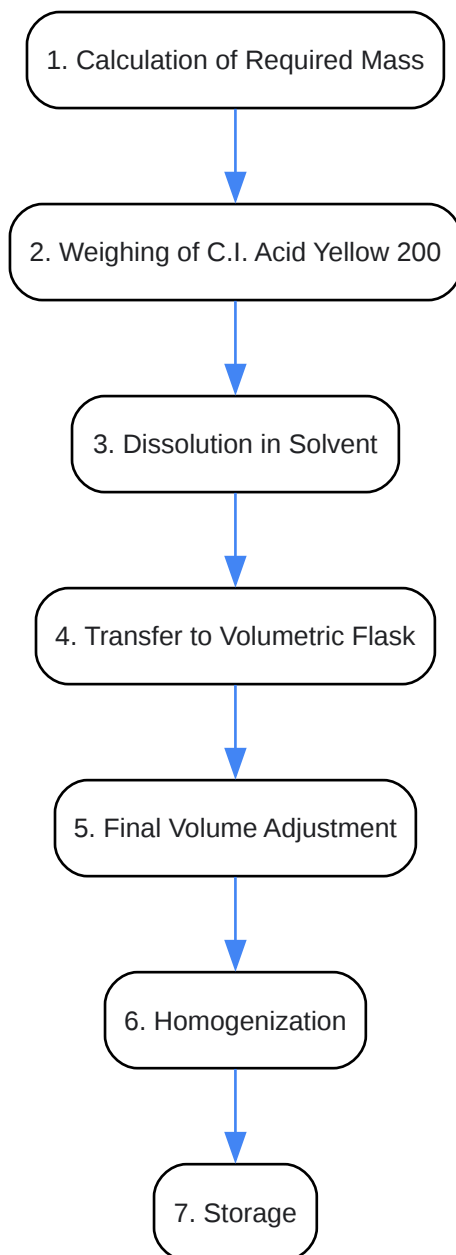 1. Calculation of Required Mass
2. Weighing of C.I. Acid Yellow 200
3. Dissolution in Solvent
4. Transfer to Volumetric Flask
5. Final Volume Adjustment
6. Homogenization
7. Storage